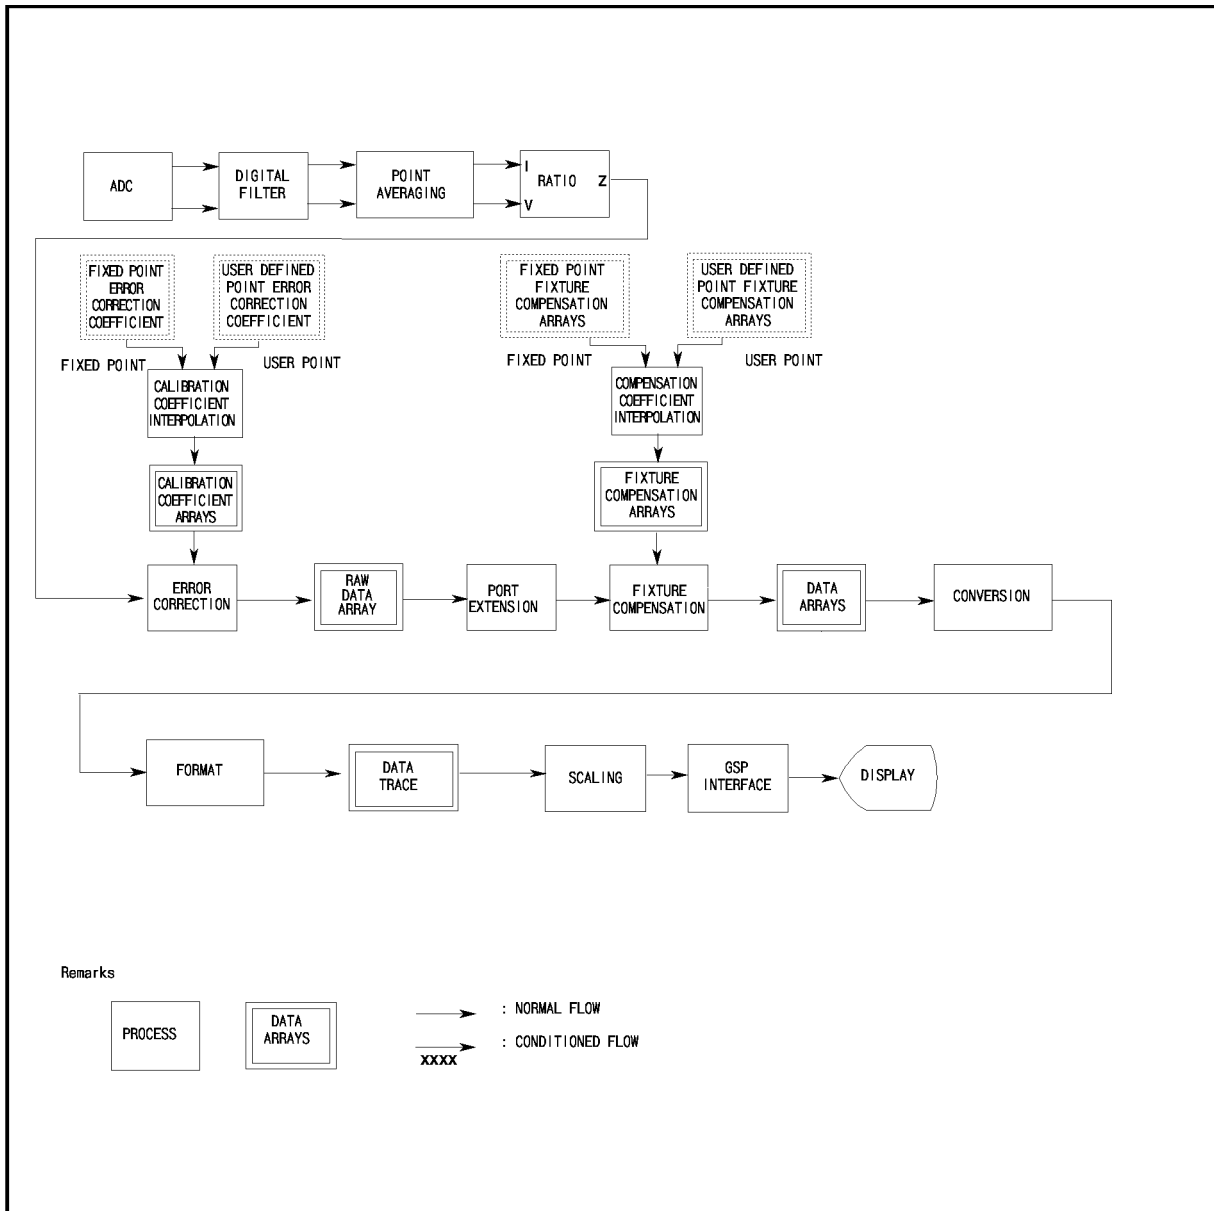 ADC
DIGITAL
FILTER
POINT
AVERAGING
I
RATIO Z
V
FIXED POINT
ERROR
CORRECTION
COEFFICIENT
USER DEFINED
POINT ERROR
CORRECTION
COEFFICIENT
FIXED POINT
FIXTURE
COMPENSATION
ARRAYS
USER DEFINED
POINT FIXTURE
COMPENSATION
ARRAYS
FIXED POINT
USER POINT
FIXED POINT
USER POINT
CALIBRATION
COEFFICIENT
INTERPOLATION
COMPENSATION
COEFFICIENT
INTERPOLATION
CALIBRATION
COEFFICIENT
ARRAYS
FIXTURE
COMPENSATION
ARRAYS
ERROR
CORRECTION
RAW
DATA
ARRAY
PORT
EXTENSION
FIXTURE
COMPENSATION
DATA
ARRAYS
CONVERSION
FORMAT
DATA
TRACE
SCALING
GSP
INTERFACE
DISPLAY
Remarks
PROCESS
DATA
ARRAYS
: NORMAL FLOW
: CONDITIONED FLOW
XXXX